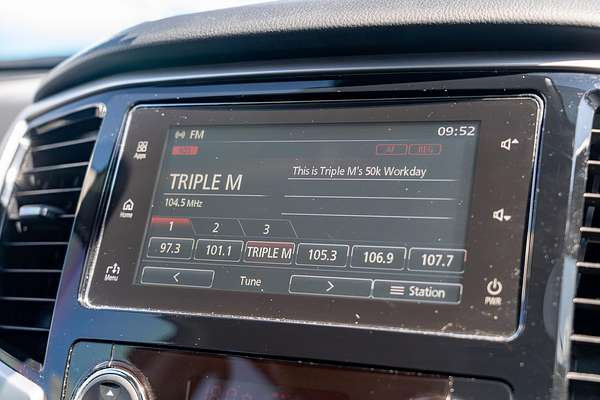 FM
09:52
AF
REG
Apps
TRIPLE M
This is Triple M's 50k Workday
104.5 MHz
Home
1 2 3
97.3 101.1 TRIPLE M 105.3 106.9 107.7
Menu
< Tune > Station
PWR